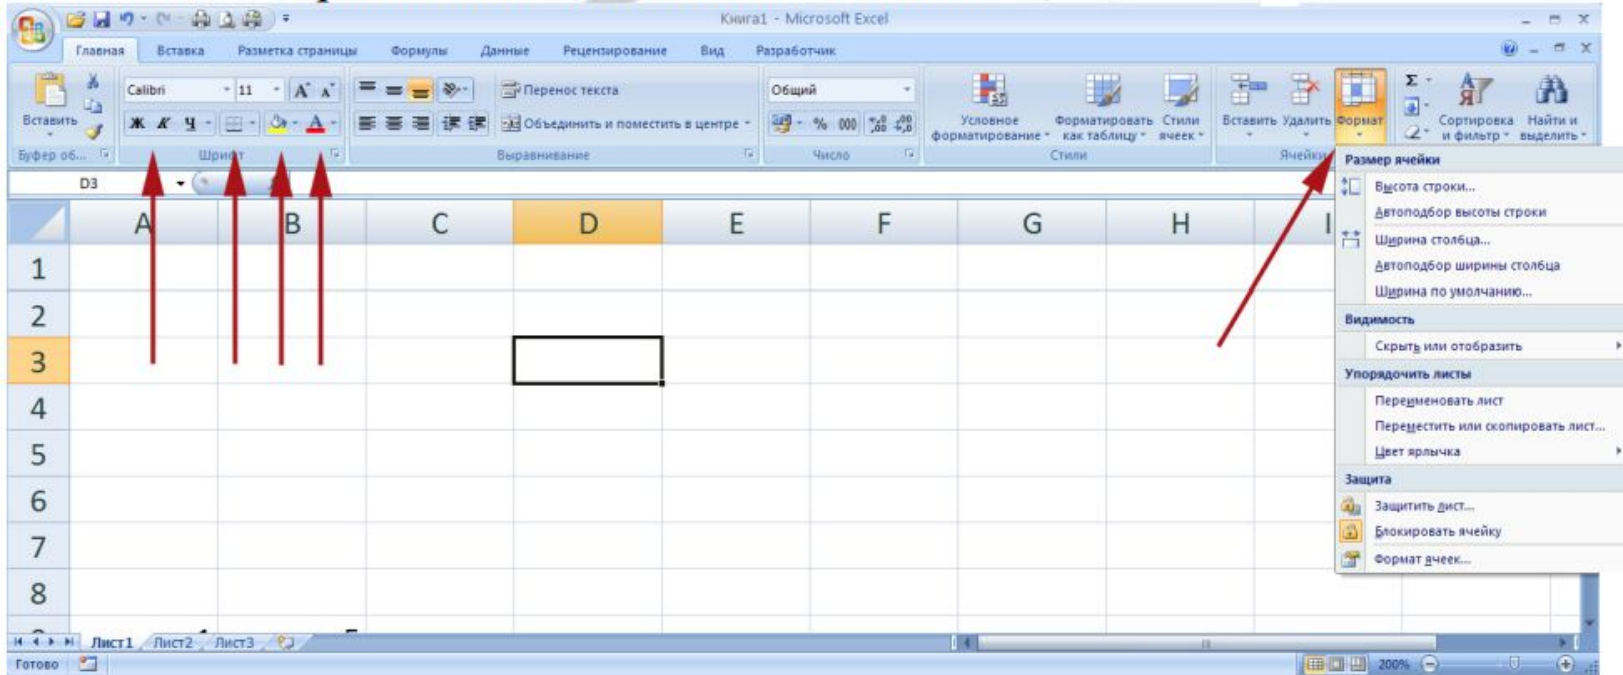 Книга1 - Microsoft Excel
Главная Вставка Разметка страницы Формулы Данные Рецензирование Вид Разработчик
Calibri 11 Перенос текста Общий
Вставить Ж К Ч Объединить и поместить в центре % 000 Условное форматирование Форматировать как таблицу Стили ячеек Вставить Удалить Формат Σ Сортировка и фильтр Найти и выделить
Буфер об... Шрифт Выравнивание Число Стили Ячейки
D3
A B C D E F G H I
1
2
3
4
5
6
7
8
Размер ячейки
Высота строки...
Автоподбор высоты строки
Ширина столбца...
Автоподбор ширины столбца
Ширина по умолчанию...
Видимость
Скрыть или отобразить
Упорядочить листы
Переименовать лист
Переместить или скопировать лист...
Цвет ярлычка
Защита
Защитить лист...
Блокировать ячейку
Формат ячеек...
Лист1 Лист2 Лист3
Готово 200%